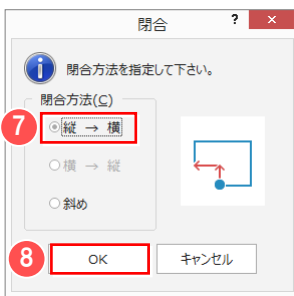 閉合
? ×
閉合方法を指定して下さい。
閉合方法(C)
7
縦 → 横
横 → 縦
斜め
8
OK
キャンセル